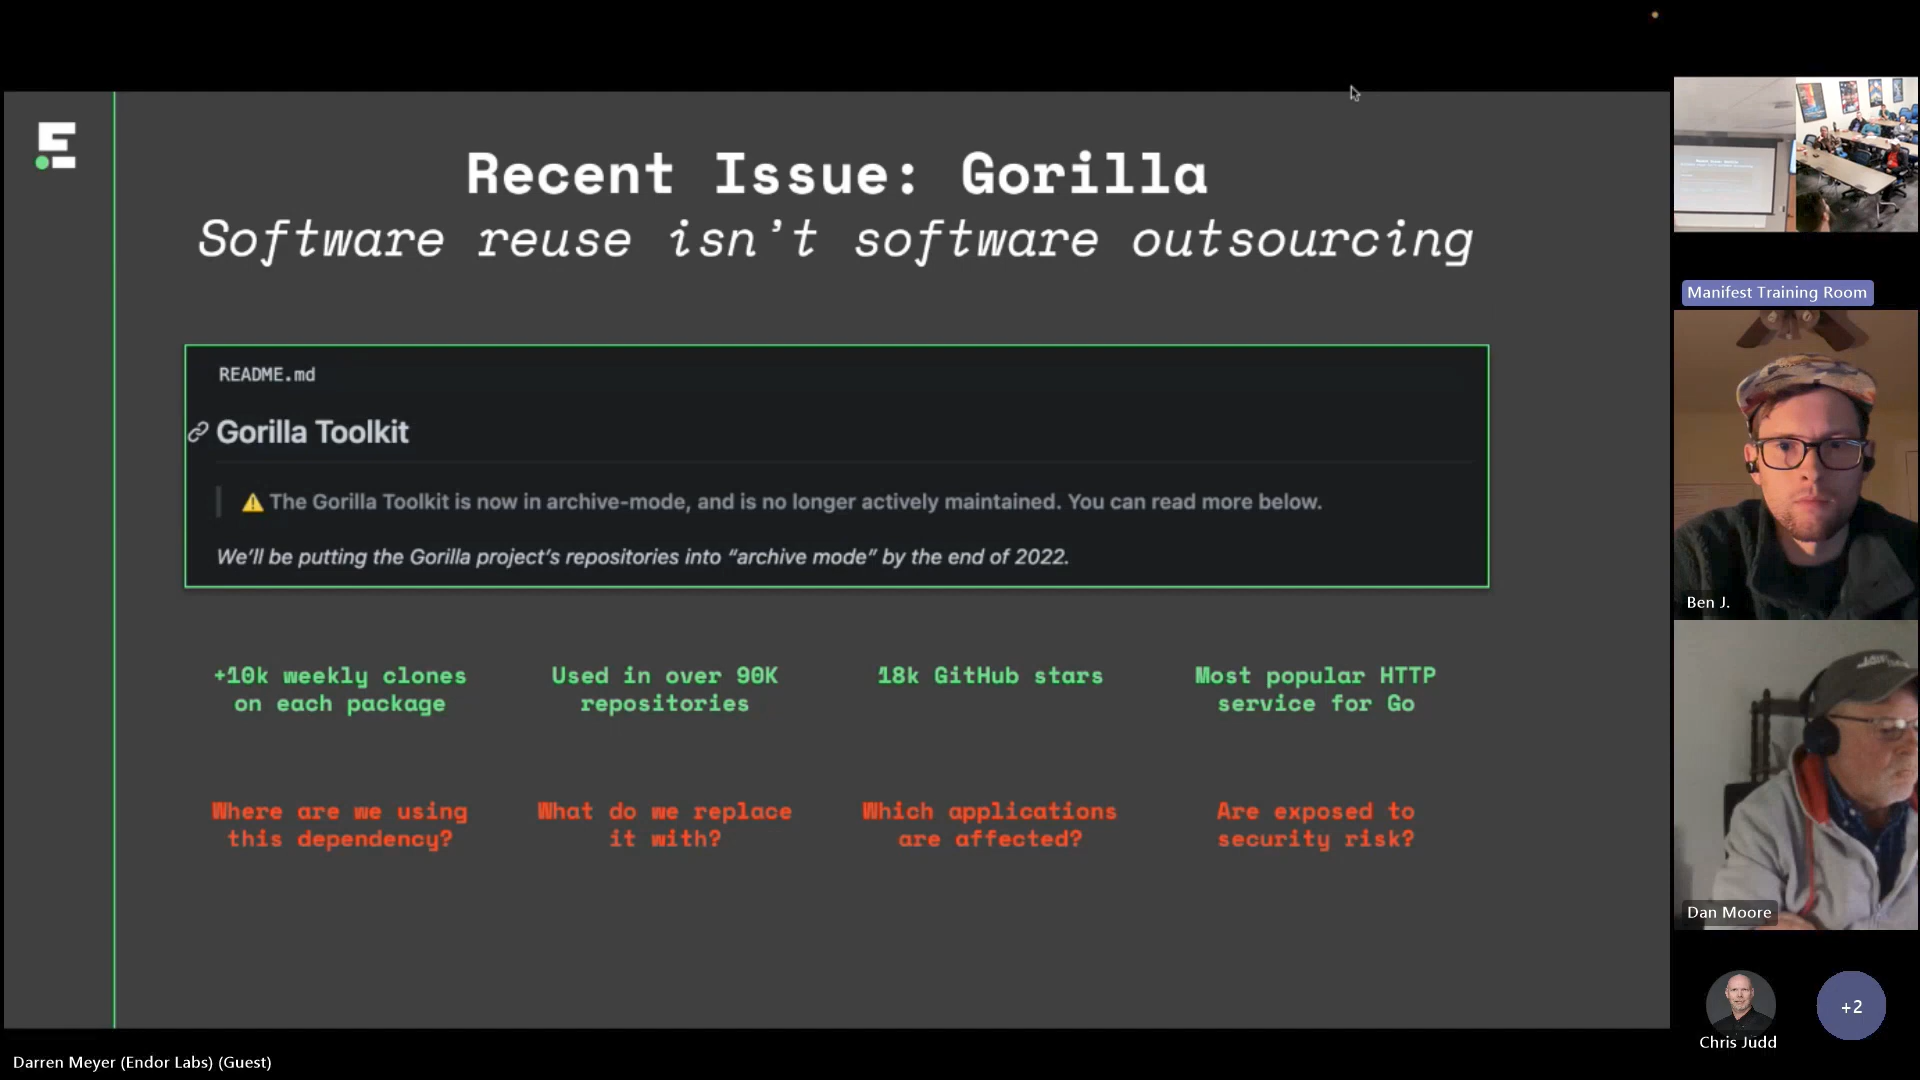 Recent Issue: Gorilla
Software reuse isn't software outsourcing
README.md
Gorilla Toolkit
⚠️ The Gorilla Toolkit is now in archive-mode, and is no longer actively maintained. You can read more below.
We'll be putting the Gorilla project's repositories into “archive mode” by the end of 2022.
+10k weekly clones
on each package
Used in over 90K
repositories
18k GitHub stars
Most popular HTTP
service for Go
Where are we using
this dependency?
What do we replace
it with?
Which applications
are affected?
Are exposed to
security risk?
Manifest Training Room
Ben J.
Dan Moore
Chris Judd
+2
Darren Meyer (Endor Labs) (Guest)